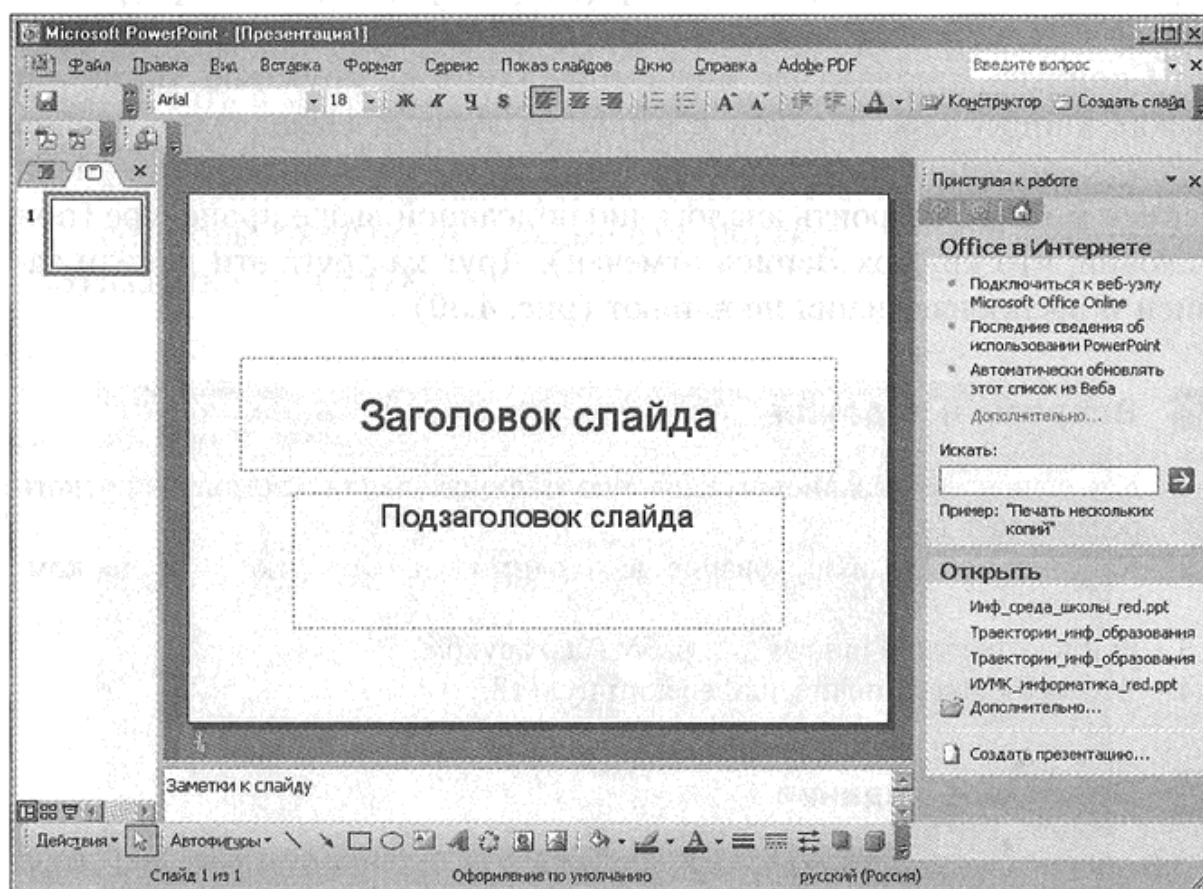 Microsoft PowerPoint - [Презентация1]
Файл Правка Вид Вставка Формат Сервис Показ слайдов Окно Справка Adobe PDF Введите вопрос
Arial 18 Ж К Ч S А А А Конструктор Создать слайд
Приступая к работе
1
Office в Интернете
Подключиться к веб-узлу
Microsoft Office Online
Последние сведения об
использовании PowerPoint
Автоматически обновлять
этот список из Веба
Дополнительно...
Искать:
Пример: "Печать нескольких
копий"
Открыть
Инф_среда_школы_red.ppt
Траектории_инф_образования
Траектории_инф_образования
ИУМК_информатика_red.ppt
Дополнительно...
Создать презентацию...
Заголовок слайда
Подзаголовок слайда
Заметки к слайду
Действия Автофигуры А
Слайд 1 из 1 Оформление по умолчанию русский (Россия)